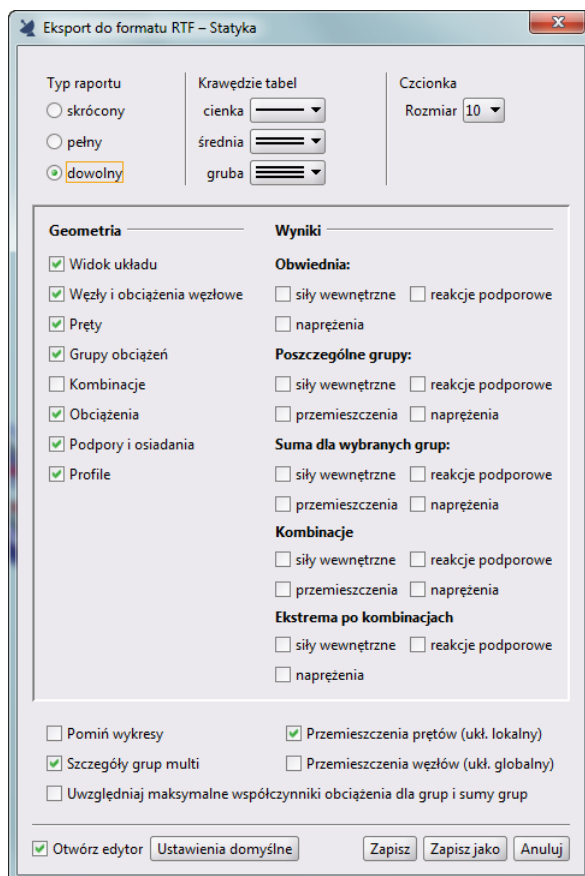 Eksport do formatu RTF – Statyka
Typ raportu Krawędzie tabel Czcionka
skrócony cienka Rozmiar 10
pełny średnia
dowolny gruba
Geometria Wyniki
Widok układu Obwiednia:
Węzły i obciążenia węzłowe siły wewnętrzne reakcje podporowe
Pręty naprężenia
Grupy obciążeń Poszczególne grupy:
Kombinacje siły wewnętrzne reakcje podporowe
Obciążenia przemieszczenia naprężenia
Podpory i osiadania Suma dla wybranych grup:
Profile siły wewnętrzne reakcje podporowe
przemieszczenia naprężenia
Kombinacje
siły wewnętrzne reakcje podporowe
przemieszczenia naprężenia
Ekstrema po kombinacjach
siły wewnętrzne reakcje podporowe
naprężenia
Pomiń wykresy Przemieszczenia prętów (ukł. lokalny)
Szczegóły grup multi Przemieszczenia węzłów (ukł. globalny)
Uwzględniaj maksymalne współczynniki obciążenia dla grup i sumy grup
Otwórz edytor Ustawienia domyślne Zapisz Zapisz jako Anuluj